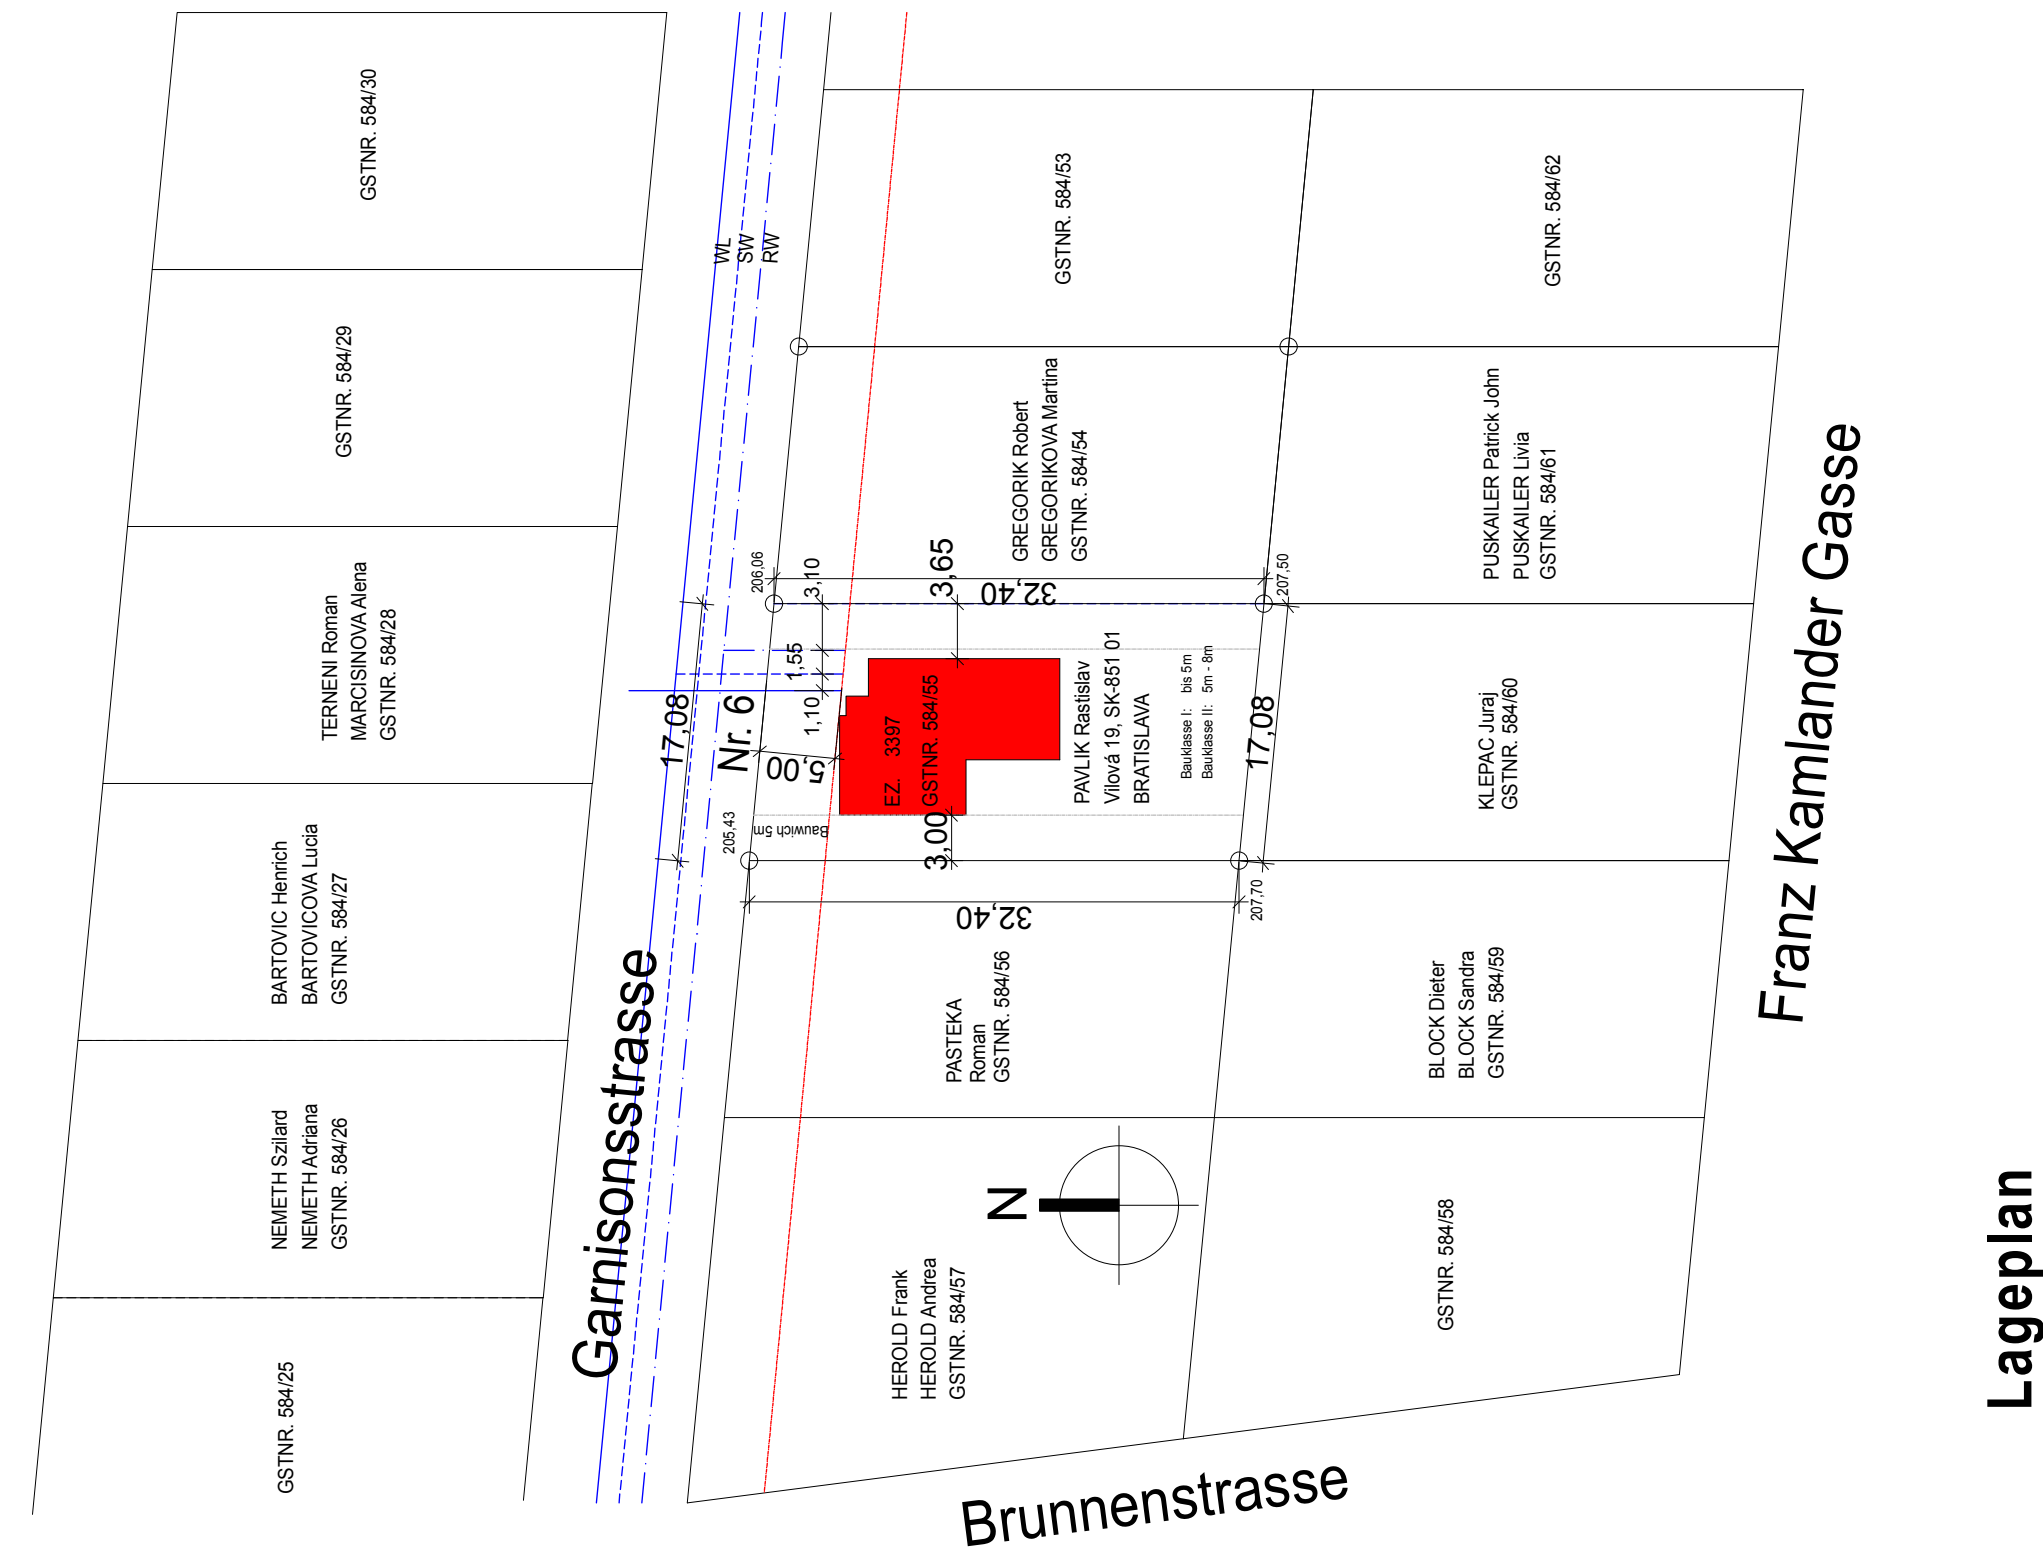 GSTNR. 584/30
GSTNR. 584/29
TERNENI Roman
MARCISINOVA Alena
GSTNR. 584/28
BARTOVIC Henrich
BARTOVICOVA Lucia
GSTNR. 584/27
NEMETH Szilard
NEMETH Adriana
GSTNR. 584/26
GSTNR. 584/25
Garnisonsstrasse
WL
SW
RW
17,08
Nr. 6
206,06
205,43
3,10
1,55
1,10
5,00
Bauwich 5m
3,65
32,40
3,00
32,40
EZ. 3397
GSTNR. 584/55
PAVLIK Rastislav
Vilová 19, SK-851 01
BRATISLAVA
Bauklasse I: bis 5m
Bauklasse II: 5m - 8m
17,08
207,50
207,70
GSTNR. 584/53
GREGORIK Robert
GREGORIKOVA Martina
GSTNR. 584/54
PASTEKA
Roman
GSTNR. 584/56
HEROLD Frank
HEROLD Andrea
GSTNR. 584/57
N
GSTNR. 584/62
PUSKAILER Patrick John
PUSKAILER Livia
GSTNR. 584/61
KLEPAC Juraj
GSTNR. 584/60
BLOCK Dieter
BLOCK Sandra
GSTNR. 584/59
GSTNR. 584/58
Franz Kamlander Gasse
Brunnenstrasse
Lageplan